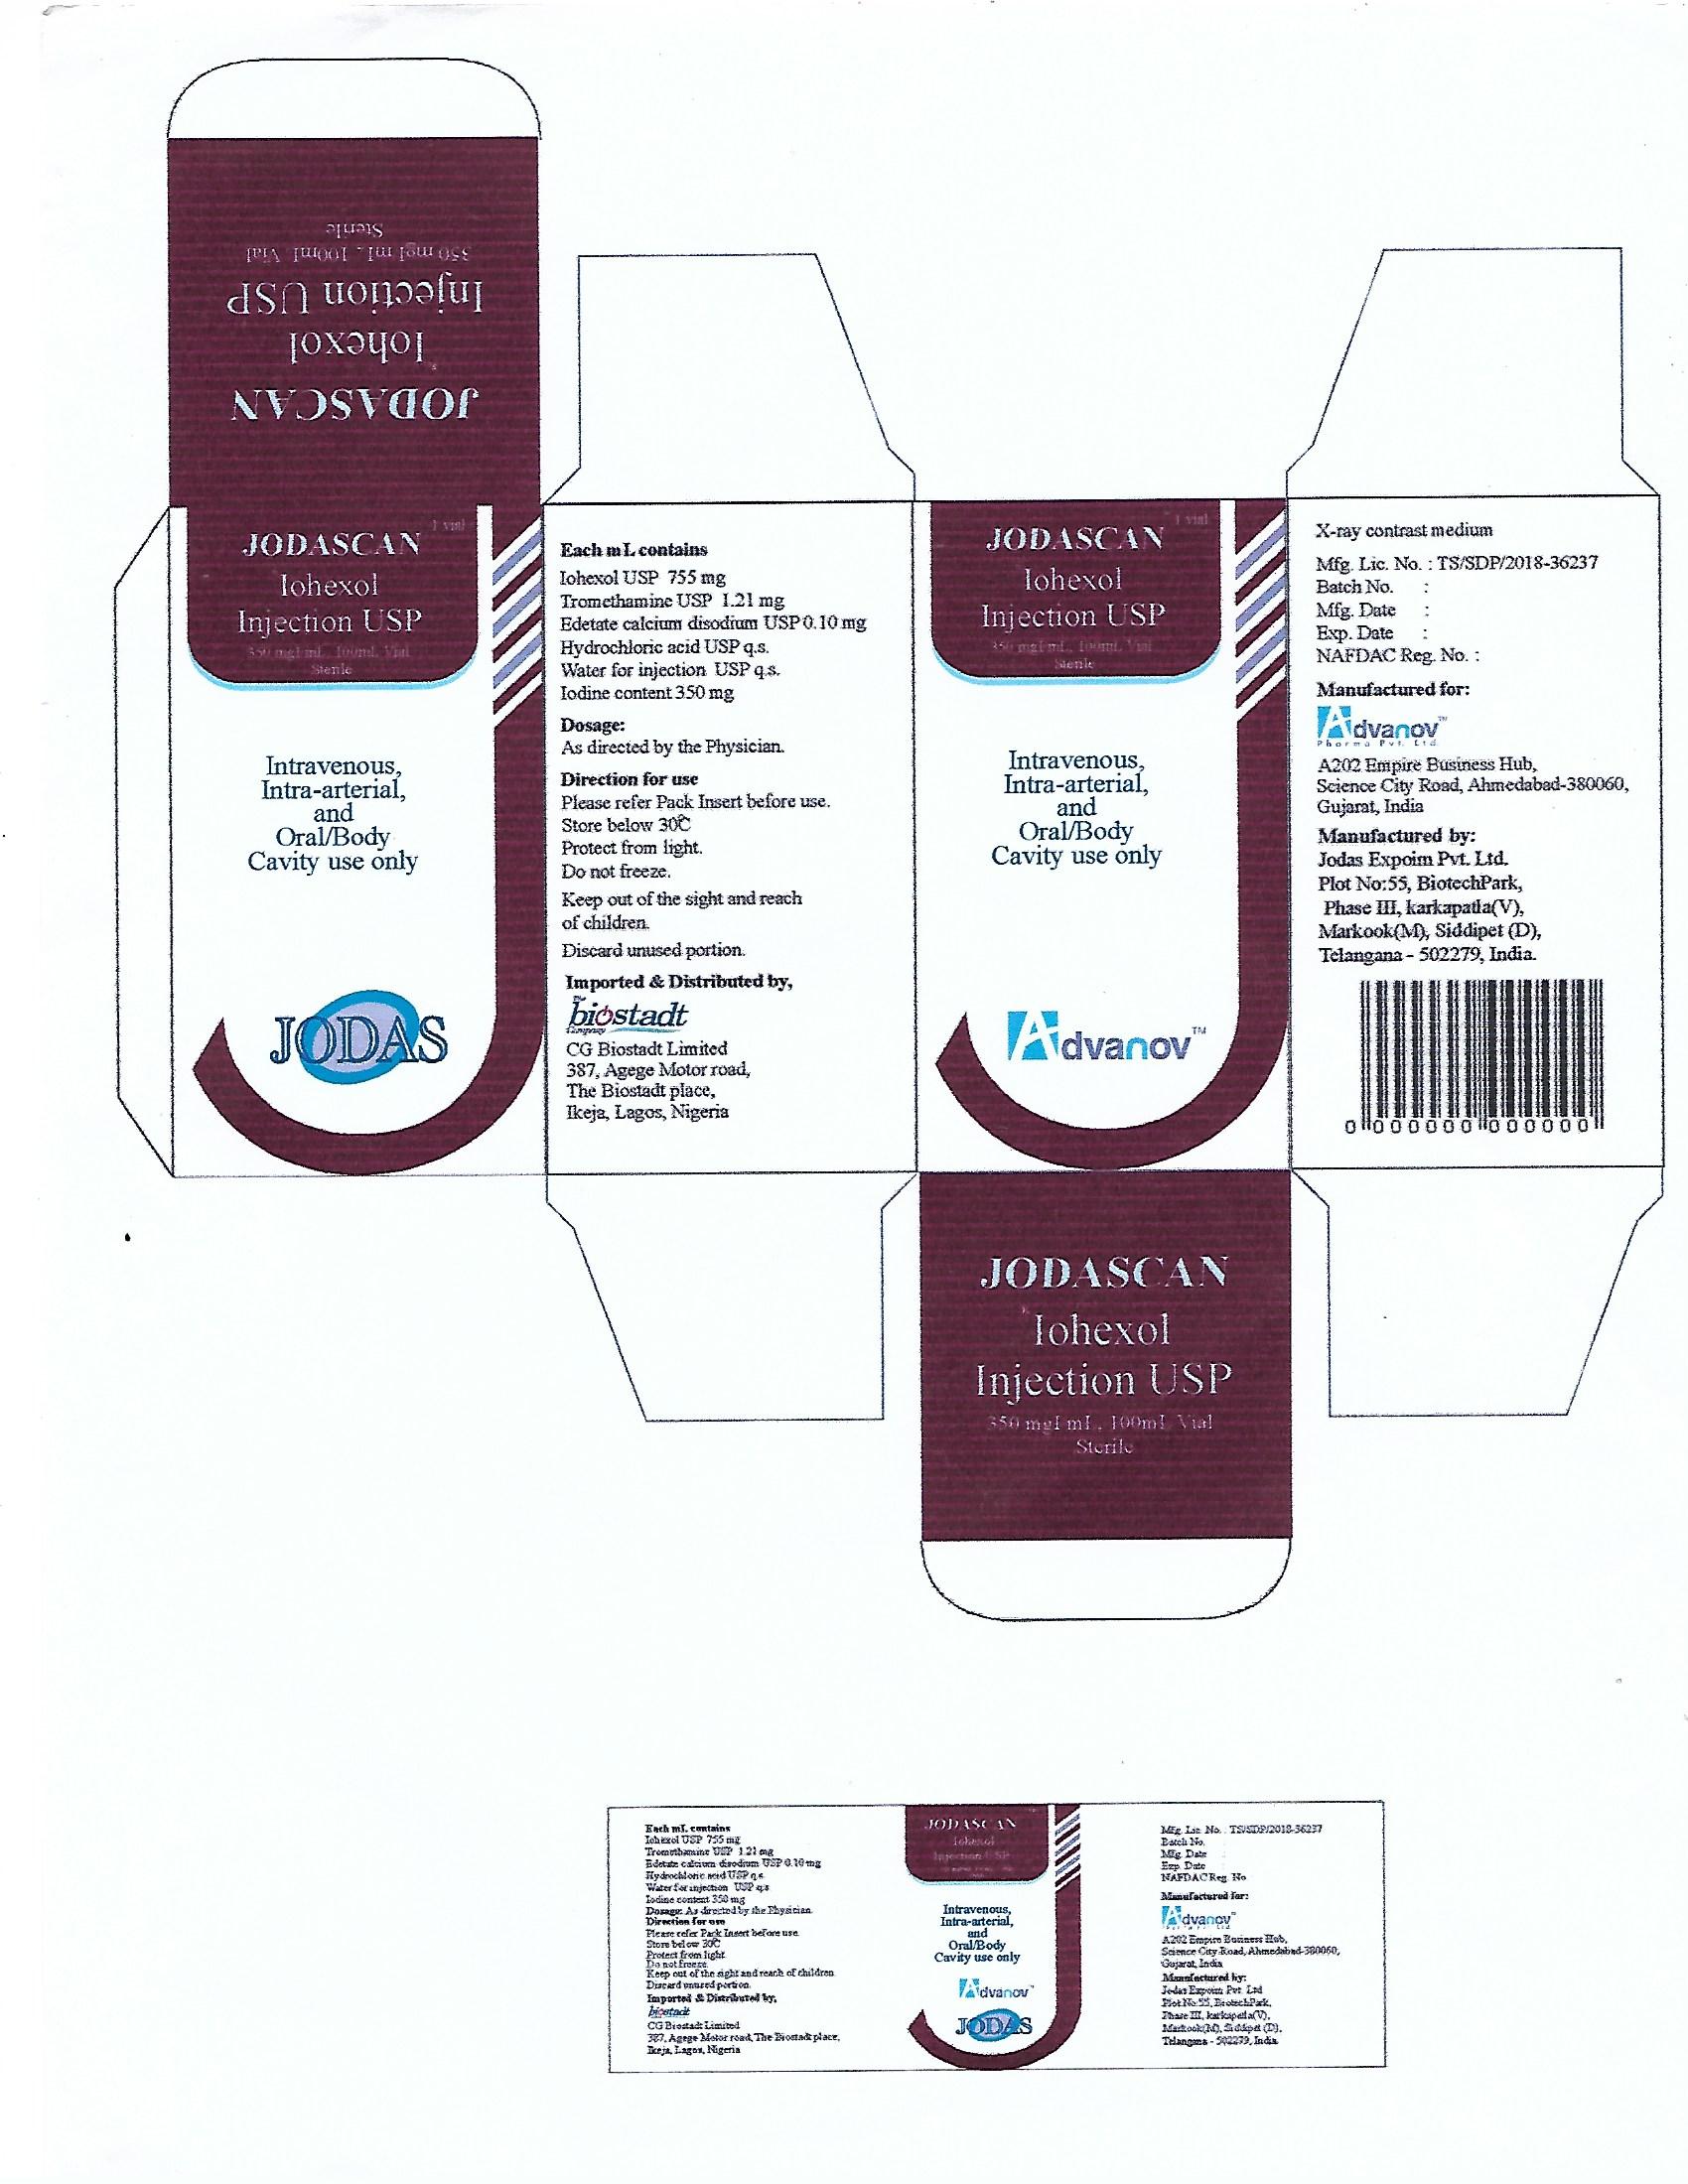 JODASCAN
Iohexol
Injection USP
350 mgI mL, 100mL Vial
Sterile
1 vial
JODASCAN
Iohexol
Injection USP
350 mgI mL, 100mL Vial
Sterile
Intravenous,
Intra-arterial,
and
Oral/Body
Cavity use only
JODAS
Each mL contains
Iohexol USP 755 mg
Tromethamine USP 1.21 mg
Edetate calcium disodium USP 0.10 mg
Hydrochloric acid USP q.s.
Water for injection USP q.s.
Iodine content 350 mg
Dosage:
As directed by the Physician.
Direction for use
Please refer Pack Insert before use.
Store below 30°C
Protect from light.
Do not freeze.
Keep out of the sight and reach
of children.
Discard unused portion.
Imported & Distributed by,
The
biostadt
Company
CG Biostadt Limited
387, Agege Motor road,
The Biostadt place,
Ikeja, Lagos, Nigeria
1 vial
JODASCAN
Iohexol
Injection USP
350 mgI mL, 100mL Vial
Sterile
Intravenous,
Intra-arterial,
and
Oral/Body
Cavity use only
Advanov™
X-ray contrast medium
Mfg. Lic. No. : TS/SDP/2018-36237
Batch No. :
Mfg. Date :
Exp. Date :
NAFDAC Reg. No. :
Manufactured for:
Advanov™
Pharma Pvt. Ltd.
A202 Empire Business Hub,
Science City Road, Ahmedabad-380060,
Gujarat, India
Manufactured by:
Jodas Expoim Pvt. Ltd.
Plot No:55, BiotechPark,
Phase III, karkapatla(V),
Markook(M), Siddipet (D),
Telangana - 502279, India.
0 000000 000000
JODASCAN
Iohexol
Injection USP
350 mgI mL, 100mL Vial
Sterile
Each mL contains
Iohexol USP 755 mg
Tromethamine USP 1.21 mg
Edetate calcium disodium USP 0.10 mg
Hydrochloric acid USP q.s
Water for injection USP q.s
Iodine content 350 mg
Dosage: As directed by the Physician.
Direction for use
Please refer Pack Insert before use.
Store below 30°C
Protect from light.
Do not freeze.
Keep out of the sight and reach of children.
Discard unused portion.
Imported & Distributed by,
biostadt
CG Biostadt Limited
387, Agege Motor road, The Biostadt place,
Ikeja, Lagos, Nigeria
JODASCAN
Iohexol
Injection USP
Intravenous,
Intra-arterial,
and
Oral/Body
Cavity use only
Advanov™
JODAS
Mfg. Lic. No. : TS/SDP/2018-36237
Batch No.
Mfg. Date :
Exp. Date :
NAFDAC Reg. No
Manufactured for:
Advanov™
A202 Empire Business Hub,
Science City Road, Ahmedabad-380060,
Gujarat, India
Manufactured by:
Jodas Expoim Pvt. Ltd
Plot No:55, BiotechPark,
Phase III, karkapatla(V),
Markook(M), Siddipet (D),
Telangana - 502279, India.